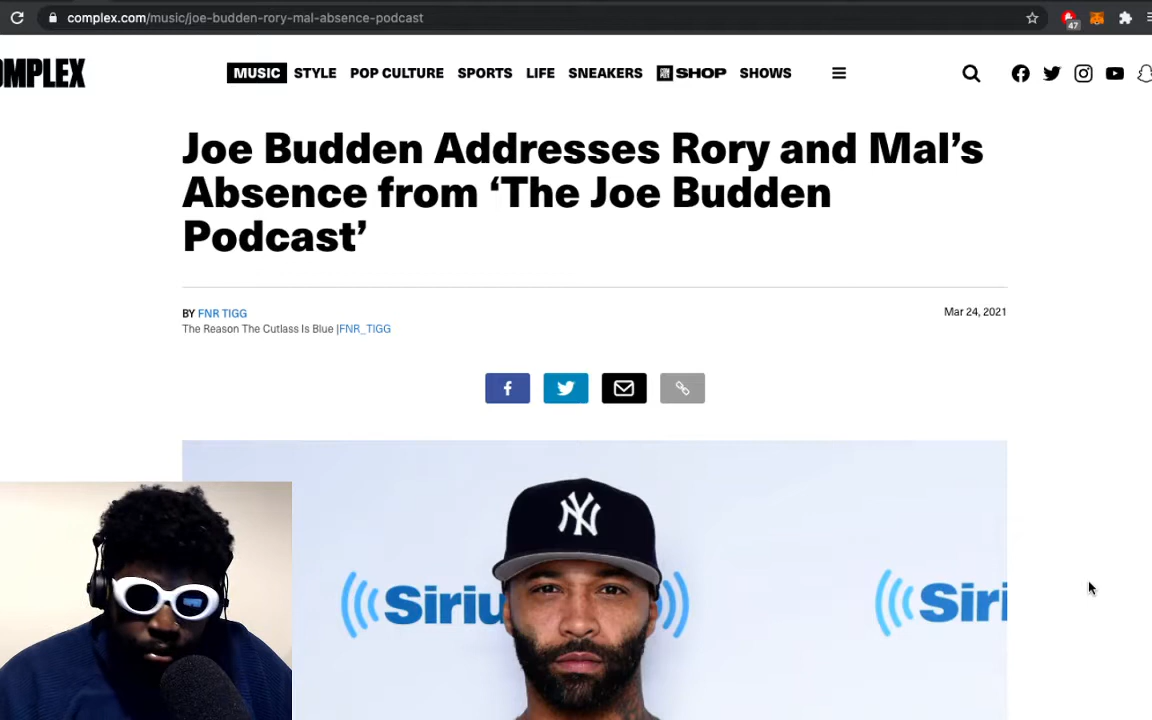 complex.com/music/joe-budden-rory-mal-absence-podcast
47
OMPLEX
MUSIC STYLE POP CULTURE SPORTS LIFE SNEAKERS SHOP SHOWS
Joe Budden Addresses Rory and Mal’s
Absence from ‘The Joe Budden
Podcast’
BY FNR TIGG
Mar 24, 2021
The Reason The Cutlass Is Blue |FNR_TIGG
NY
Siriu
Siri